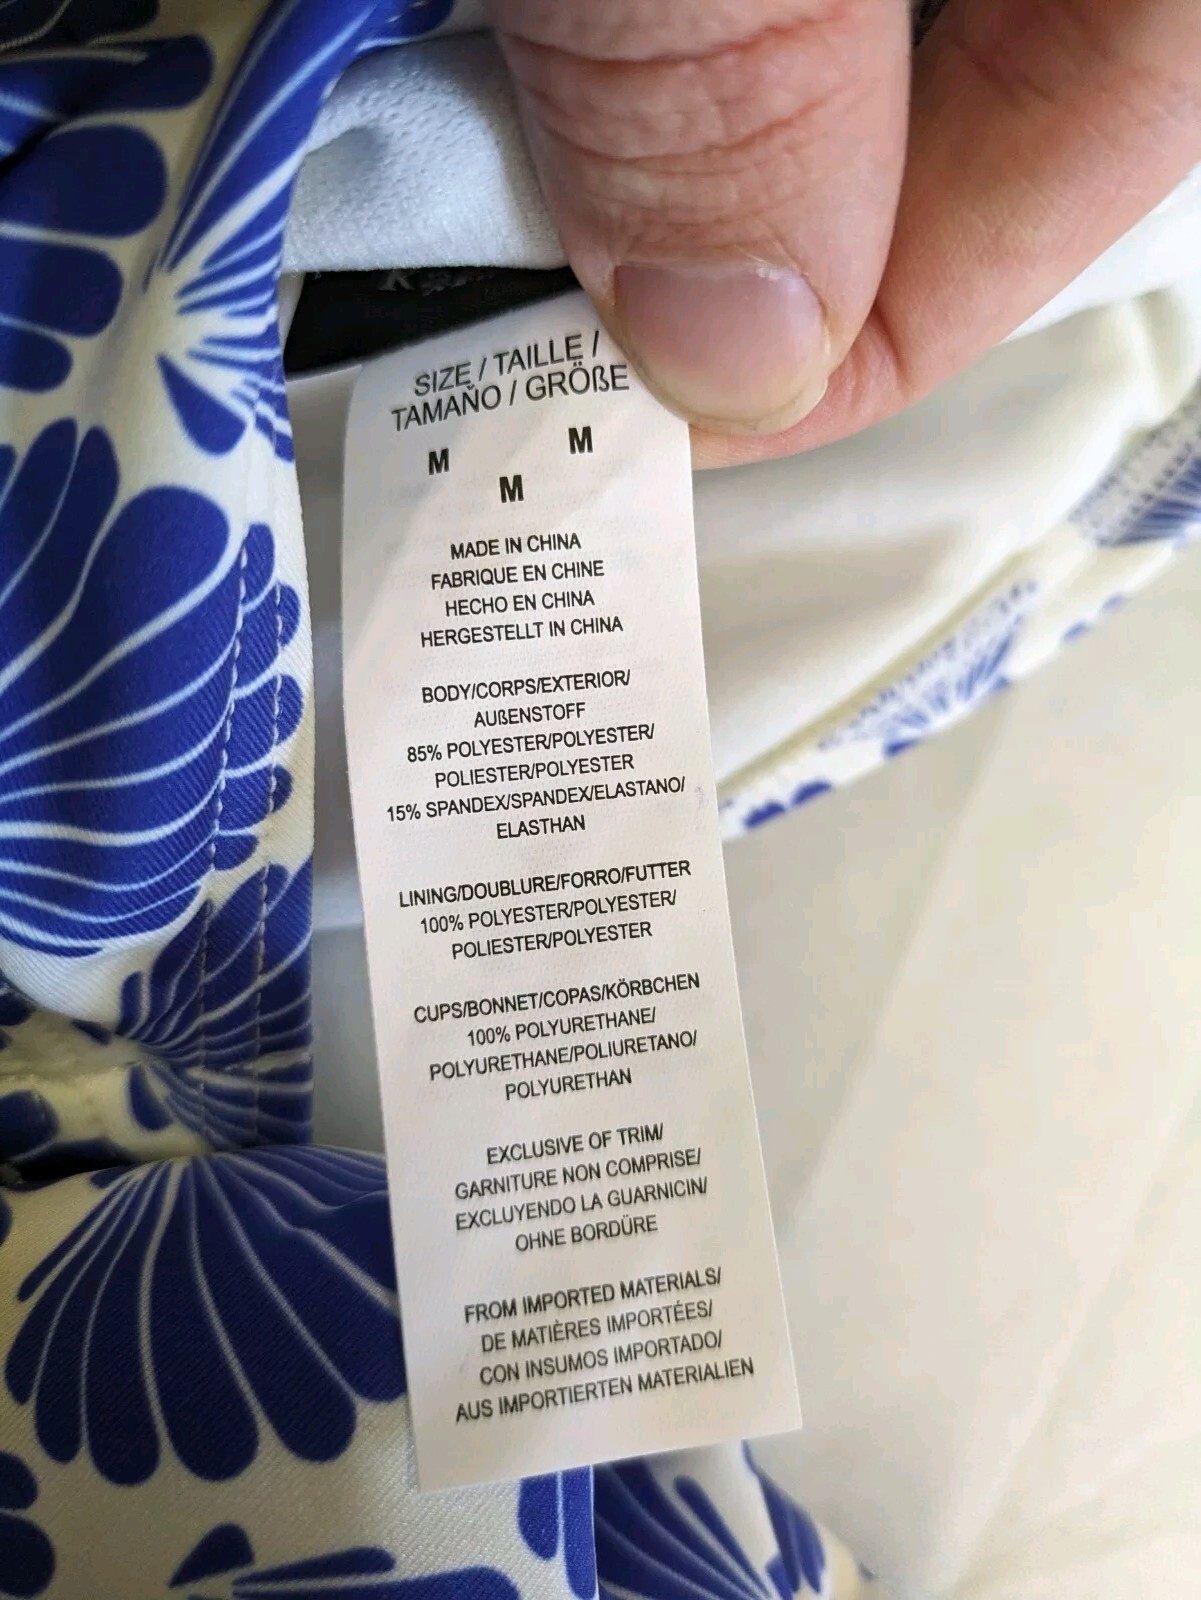 SIZE / TAILLE /
TAMAÑO / GRÖßE
M M
M
MADE IN CHINA
FABRIQUE EN CHINE
HECHO EN CHINA
HERGESTELLT IN CHINA
BODY/CORPS/EXTERIOR/
AUßENSTOFF
85% POLYESTER/POLYESTER/
POLIESTER/POLYESTER
15% SPANDEX/SPANDEX/ELASTANO/
ELASTHAN
LINING/DOUBLURE/FORRO/FUTTER
100% POLYESTER/POLYESTER/
POLIESTER/POLYESTER
CUPS/BONNET/COPAS/KÖRBCHEN
100% POLYURETHANE/
POLYURETHANE/POLIURETANO/
POLYURETHAN
EXCLUSIVE OF TRIM/
GARNITURE NON COMPRISE/
EXCLUYENDO LA GUARNICIN/
OHNE BORDÜRE
FROM IMPORTED MATERIALS/
DE MATIÈRES IMPORTÉES/
CON INSUMOS IMPORTADO/
AUS IMPORTIERTEN MATERIALIEN